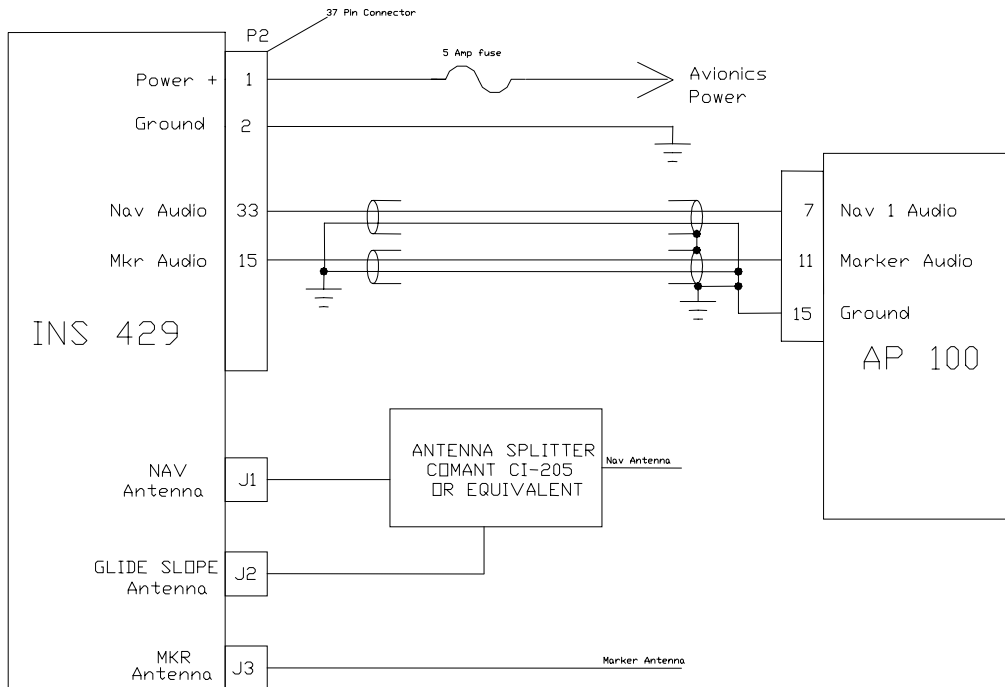 37 Pin Connector
P2
5 Amp fuse
Power +
1
Avionics
Power
Ground
2
Nav Audio
33
7
Nav 1 Audio
Mkr Audio
15
11
Marker Audio
15
Ground
INS 429
AP 100
ANTENNA SPLITTER
COMANT CI-205
OR EQUIVALENT
Nav Antenna
NAV
Antenna
J1
GLIDE SLOPE
Antenna
J2
MKR
Antenna
J3
Marker Antenna